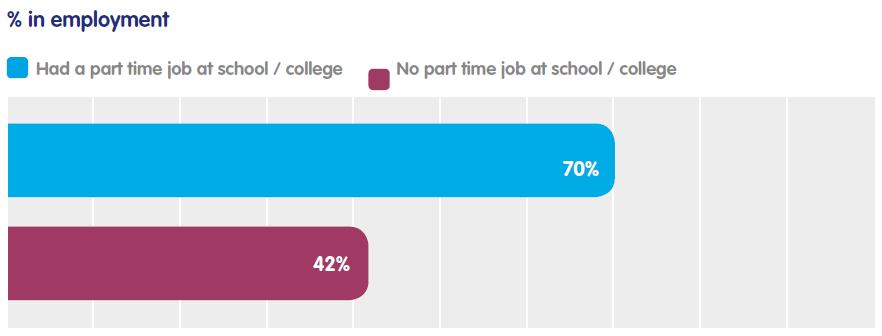 % in employment
Had a part time job at school / college
No part time job at school / college
70%
42%